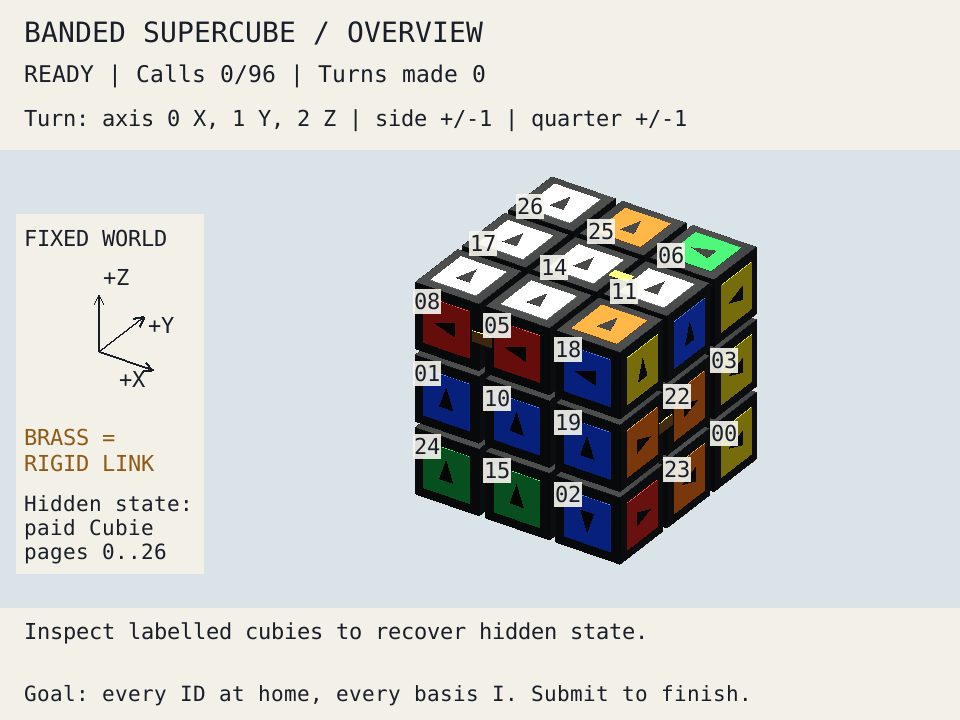 BANDED SUPERCUBE / OVERVIEW
READY | Calls 0/96 | Turns made 0
Turn: axis 0 X, 1 Y, 2 Z | side +/-1 | quarter +/-1
FIXED WORLD
+Z
+Y
+X
BRASS =
RIGID LINK
Hidden state:
paid Cubie
pages 0..26
26
25
17
06
14
11
08
05
18
03
01
22
10
19
00
24
23
15
02
Inspect labelled cubies to recover hidden state.
Goal: every ID at home, every basis I. Submit to finish.